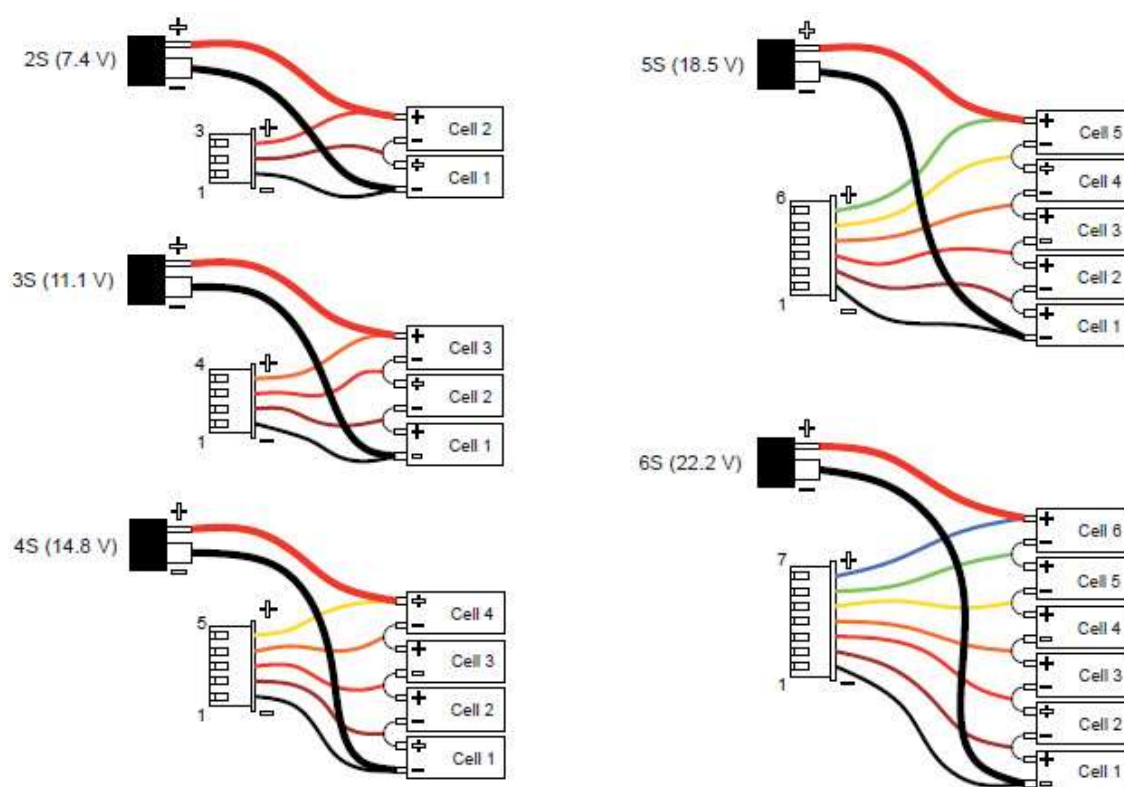 2S (7.4 V)
+
−
3
1
+
−
+
−
Cell 2
+
−
Cell 1
3S (11.1 V)
+
−
4
1
+
−
+
−
Cell 3
+
−
Cell 2
+
−
Cell 1
4S (14.8 V)
+
−
5
1
+
−
+
−
Cell 4
+
−
Cell 3
+
−
Cell 2
+
−
Cell 1
5S (18.5 V)
+
−
6
1
+
−
+
−
Cell 5
+
−
Cell 4
+
−
Cell 3
+
−
Cell 2
+
−
Cell 1
6S (22.2 V)
+
−
7
1
+
−
+
−
Cell 6
+
−
Cell 5
+
−
Cell 4
+
−
Cell 3
+
−
Cell 2
+
−
Cell 1